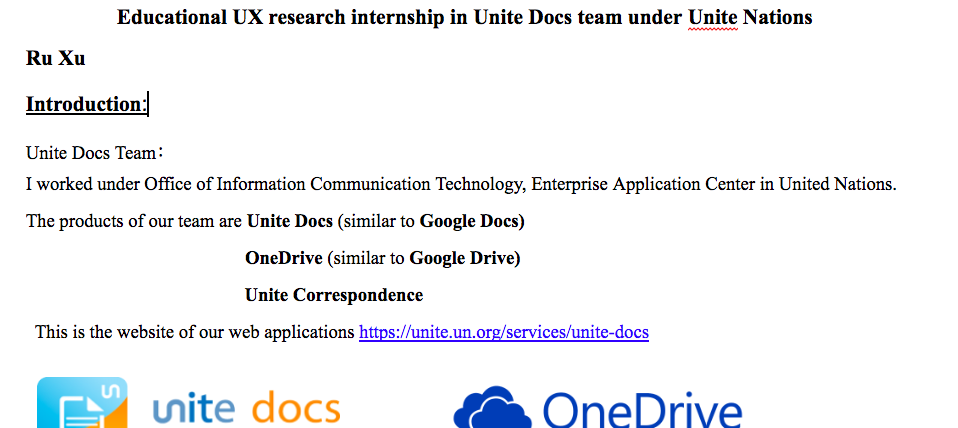 Educational UX research internship in Unite Docs team under Unite Nations
Ru Xu
Introduction:
Unite Docs Team：
I worked under Office of Information Communication Technology, Enterprise Application Center in United Nations.
The products of our team are Unite Docs (similar to Google Docs)
OneDrive (similar to Google Drive)
Unite Correspondence
This is the website of our web applications https://unite.un.org/services/unite-docs
un
unite docs
OneDrive